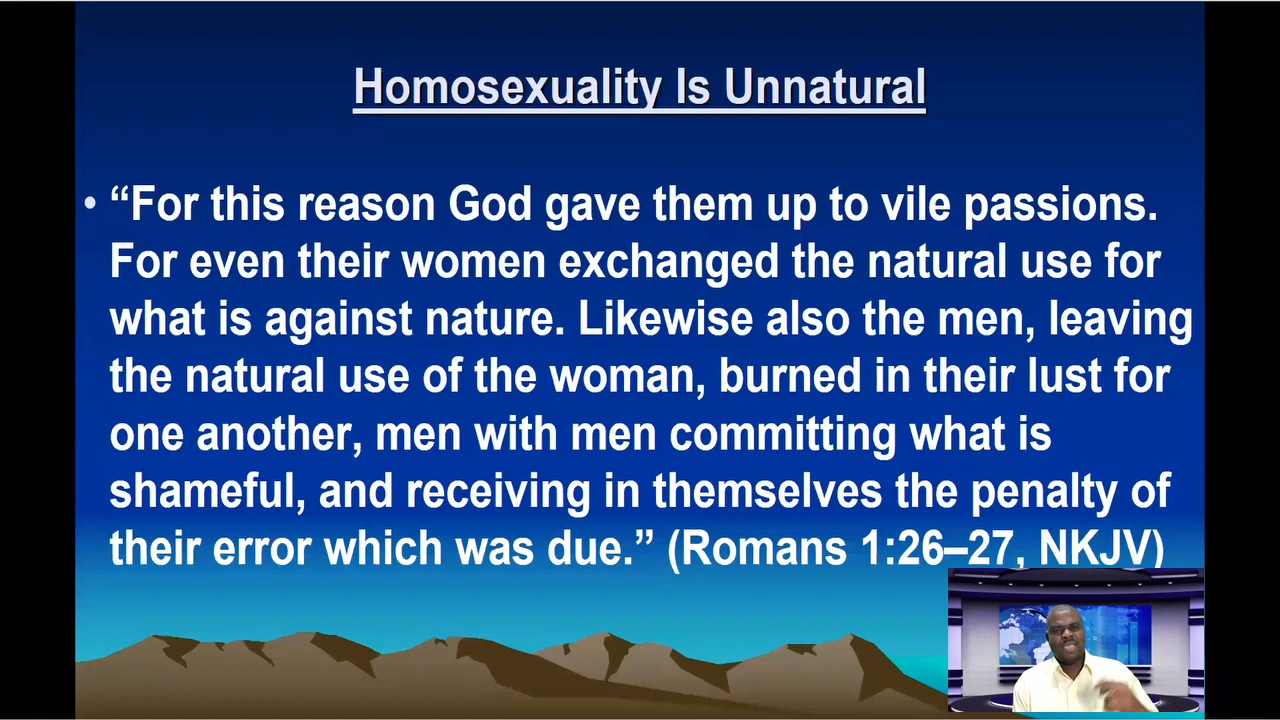 Homosexuality Is Unnatural
• “For this reason God gave them up to vile passions.
For even their women exchanged the natural use for
what is against nature. Likewise also the men, leaving
the natural use of the woman, burned in their lust for
one another, men with men committing what is
shameful, and receiving in themselves the penalty of
their error which was due.” (Romans 1:26–27, NKJV)